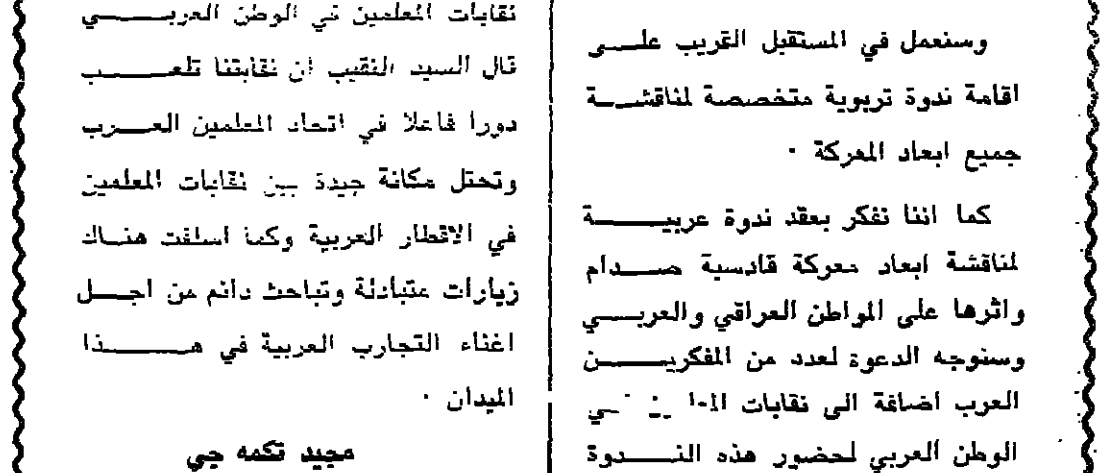 وسنعمل في المستقبل القريب على
اقامة ندوة تربوية متخصصة لمناقشة
جميع ابعاد المعركة .
كما اننا نفكر بعقد ندوة عربية
لمناقشة ابعاد معركة قادسية صدام
واثرها على المواطن العراقي والعربي
وسنوجه الدعوة لعدد من المفكرين
العرب اضافة الى نقابات في
الوطن العربي لحضور هذه الندوة
نقابات المعلمين في الوطن العربي
قال السيد النقيب ان نقابتنا تلعب
دورا فاعلا في اتحاد المعلمين العرب
وتحتل مكانة جيدة بين نقابات المعلمين
في الاقطار العربية وكما اسلفت هناك
زيارات متبادلة وتباحث دائم من اجل
اغناء التجارب العربية في هذا
الميدان .
مجيد تكمه جي